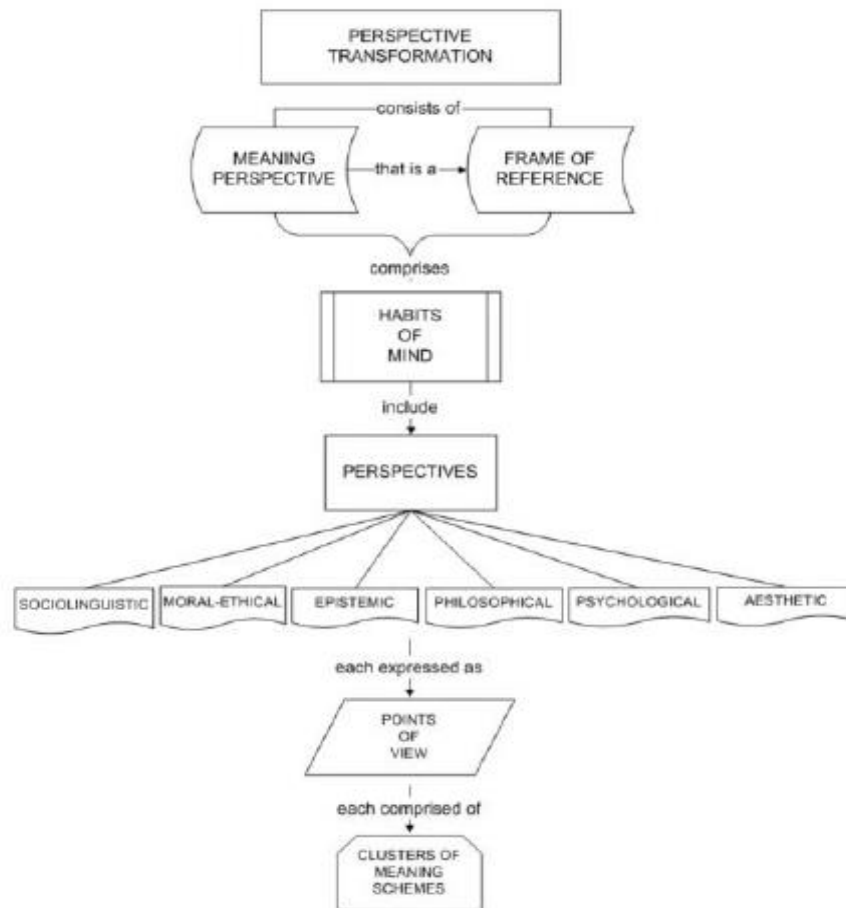 PERSPECTIVE
TRANSFORMATION
consists of
MEANING
PERSPECTIVE
that is a
FRAME OF
REFERENCE
comprises
HABITS
OF
MIND
include
PERSPECTIVES
SOCIOLINGUISTIC
MORAL-ETHICAL
EPISTEMIC
PHILOSOPHICAL
PSYCHOLOGICAL
AESTHETIC
each expressed as
POINTS
OF
VIEW
each comprised of
CLUSTERS OF
MEANING
SCHEMES